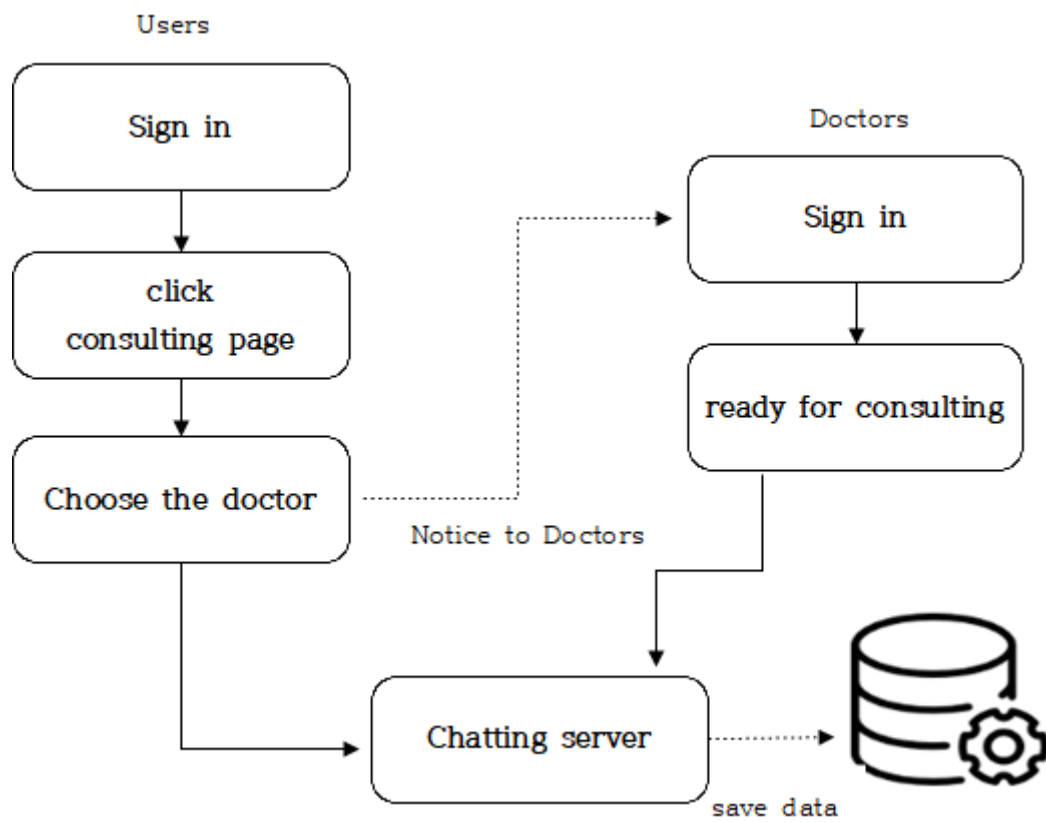 Users
Sign in
click
consulting page
Choose the doctor
Notice to Doctors
Doctors
Sign in
ready for consulting
Chatting server
save data